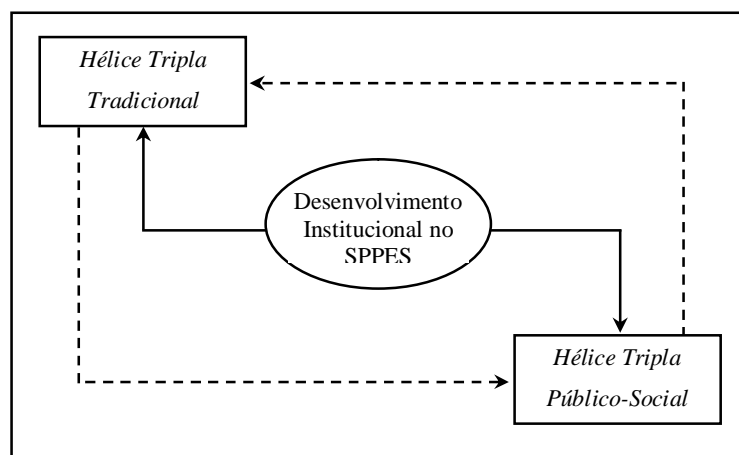 Hélice Tripla
Tradicional
Desenvolvimento
Institucional no
SPPES
Hélice Tripla
Público-Social